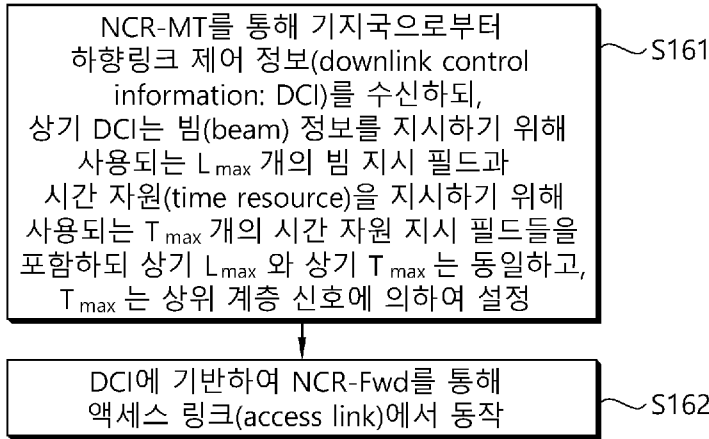 NCR-MT를 통해 기지국으로부터
하향링크 제어 정보(downlink control
information: DCI)를 수신하되,
상기 DCI는 빔(beam) 정보를 지시하기 위해
사용되는 Lmax 개의 빔 지시 필드과
시간 자원(time resource)을 지시하기 위해
사용되는 Tmax 개의 시간 자원 지시 필드들을
포함하되 상기 Lmax 와 상기 Tmax 는 동일하고,
Tmax 는 상위 계층 신호에 의하여 설정
S161
DCI에 기반하여 NCR-Fwd를 통해
액세스 링크(access link)에서 동작
S162